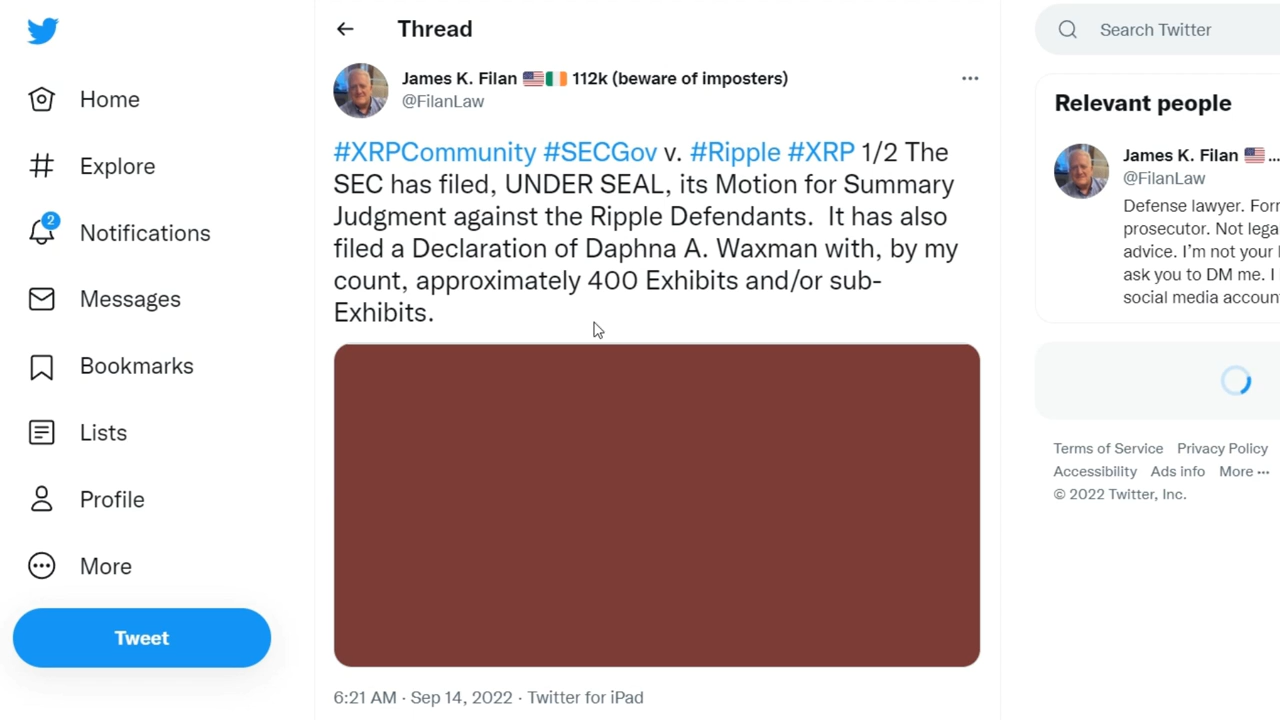 Thread
Search Twitter
Home
Explore
2
Notifications
Messages
Bookmarks
Lists
Profile
More
Tweet
James K. Filan 🇺🇸🇮🇪 112k (beware of imposters)
@FilanLaw
#XRPCommunity #SECGov v. #Ripple #XRP 1/2 The
SEC has filed, UNDER SEAL, its Motion for Summary
Judgment against the Ripple Defendants.  It has also
filed a Declaration of Daphna A. Waxman with, by my
count, approximately 400 Exhibits and/or sub-
Exhibits.
6:21 AM · Sep 14, 2022 · Twitter for iPad
Relevant people
James K. Filan 🇺🇸 ...
@FilanLaw
Defense lawyer. For
prosecutor. Not lega
advice. I'm not your
ask you to DM me. I
social media accoun
Terms of Service Privacy Policy
Accessibility Ads info More ···
© 2022 Twitter, Inc.